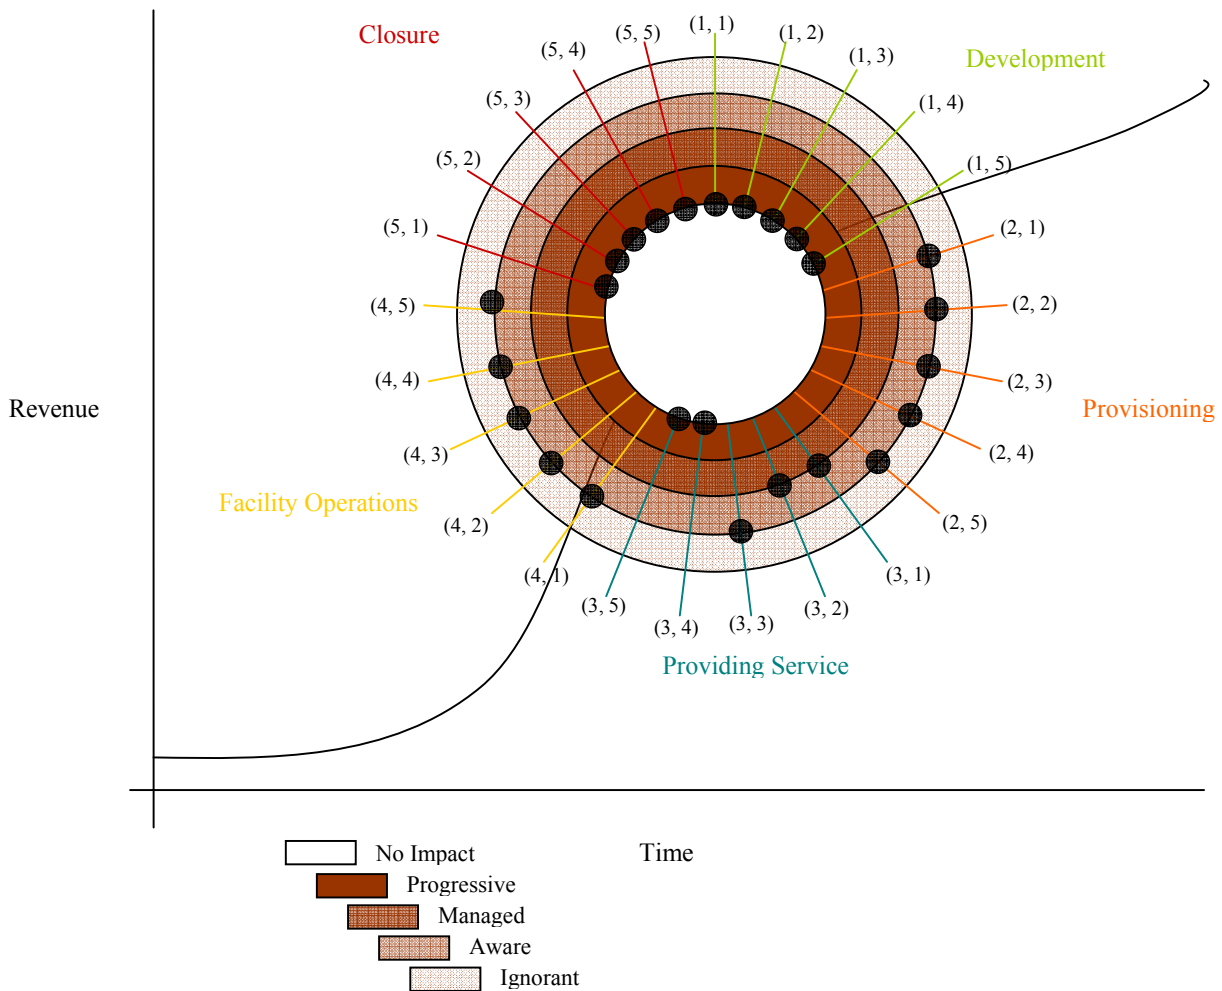 Closure
(5, 5)
(1, 1)
(1, 2)
(5, 4)
(1, 3)
Development
(5, 3)
(1, 4)
(5, 2)
(1, 5)
(5, 1)
(2, 1)
(4, 5)
(2, 2)
(4, 4)
(2, 3)
Revenue
Provisioning
(4, 3)
(2, 4)
Facility Operations
(4, 2)
(2, 5)
(4, 1)
(3, 1)
(3, 5)
(3, 4)
(3, 3)
(3, 2)
Providing Service
No Impact
Time
Progressive
Managed
Aware
Ignorant